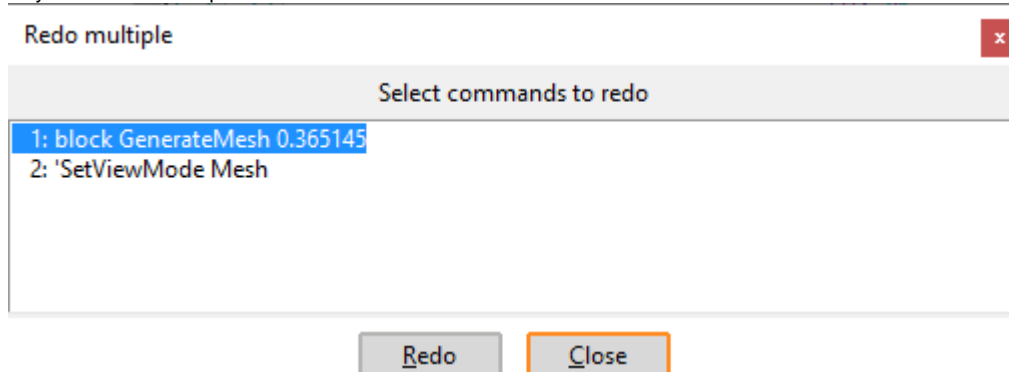 Redo multiple
x
Select commands to redo
1: block GenerateMesh 0.365145
2: 'SetViewMode Mesh
Redo
Close